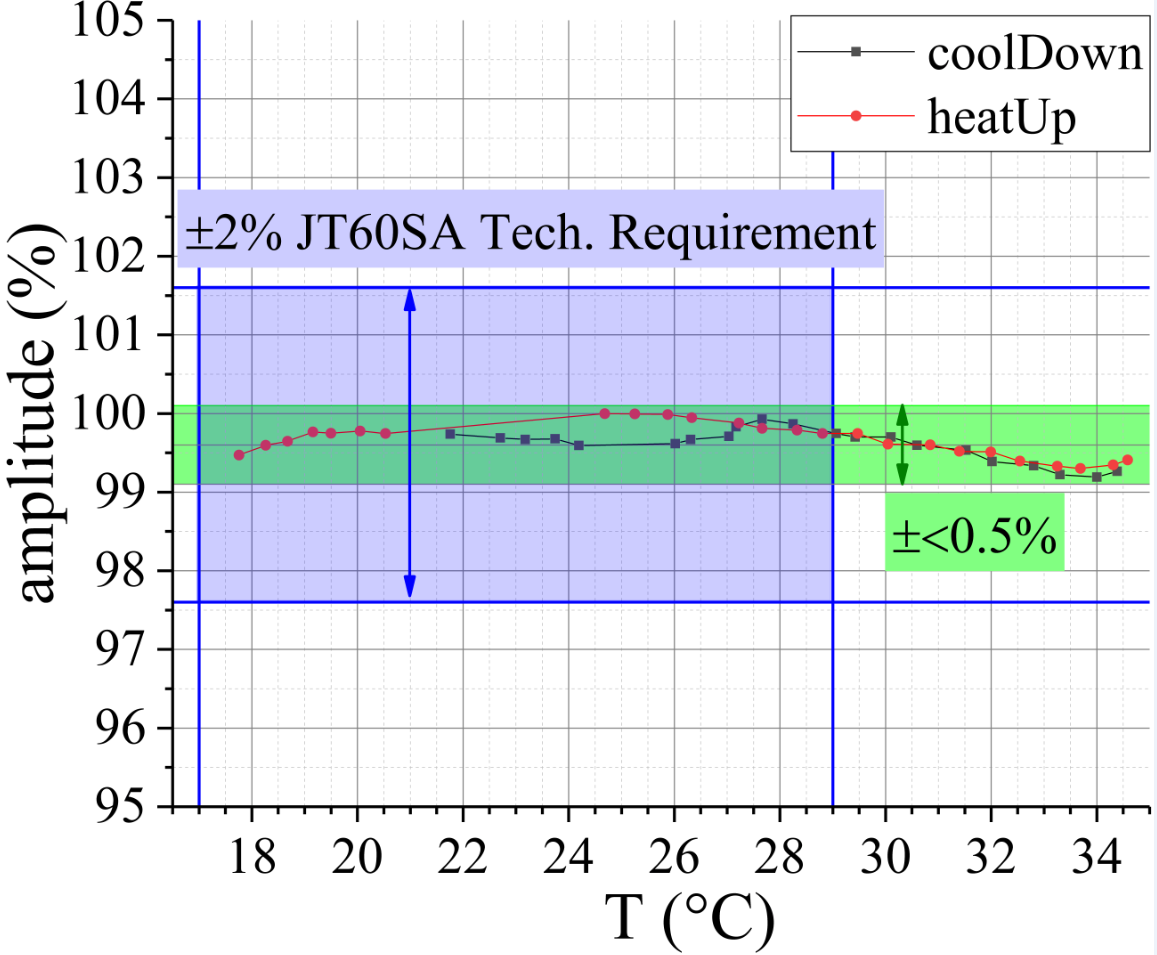 105
104
103
102
101
100
99
98
97
96
95
amplitude (%)
coolDown
heatUp
±2% JT60SA Tech. Requirement
±<0.5%
18 20 22 24 26 28 30 32 34
T (°C)